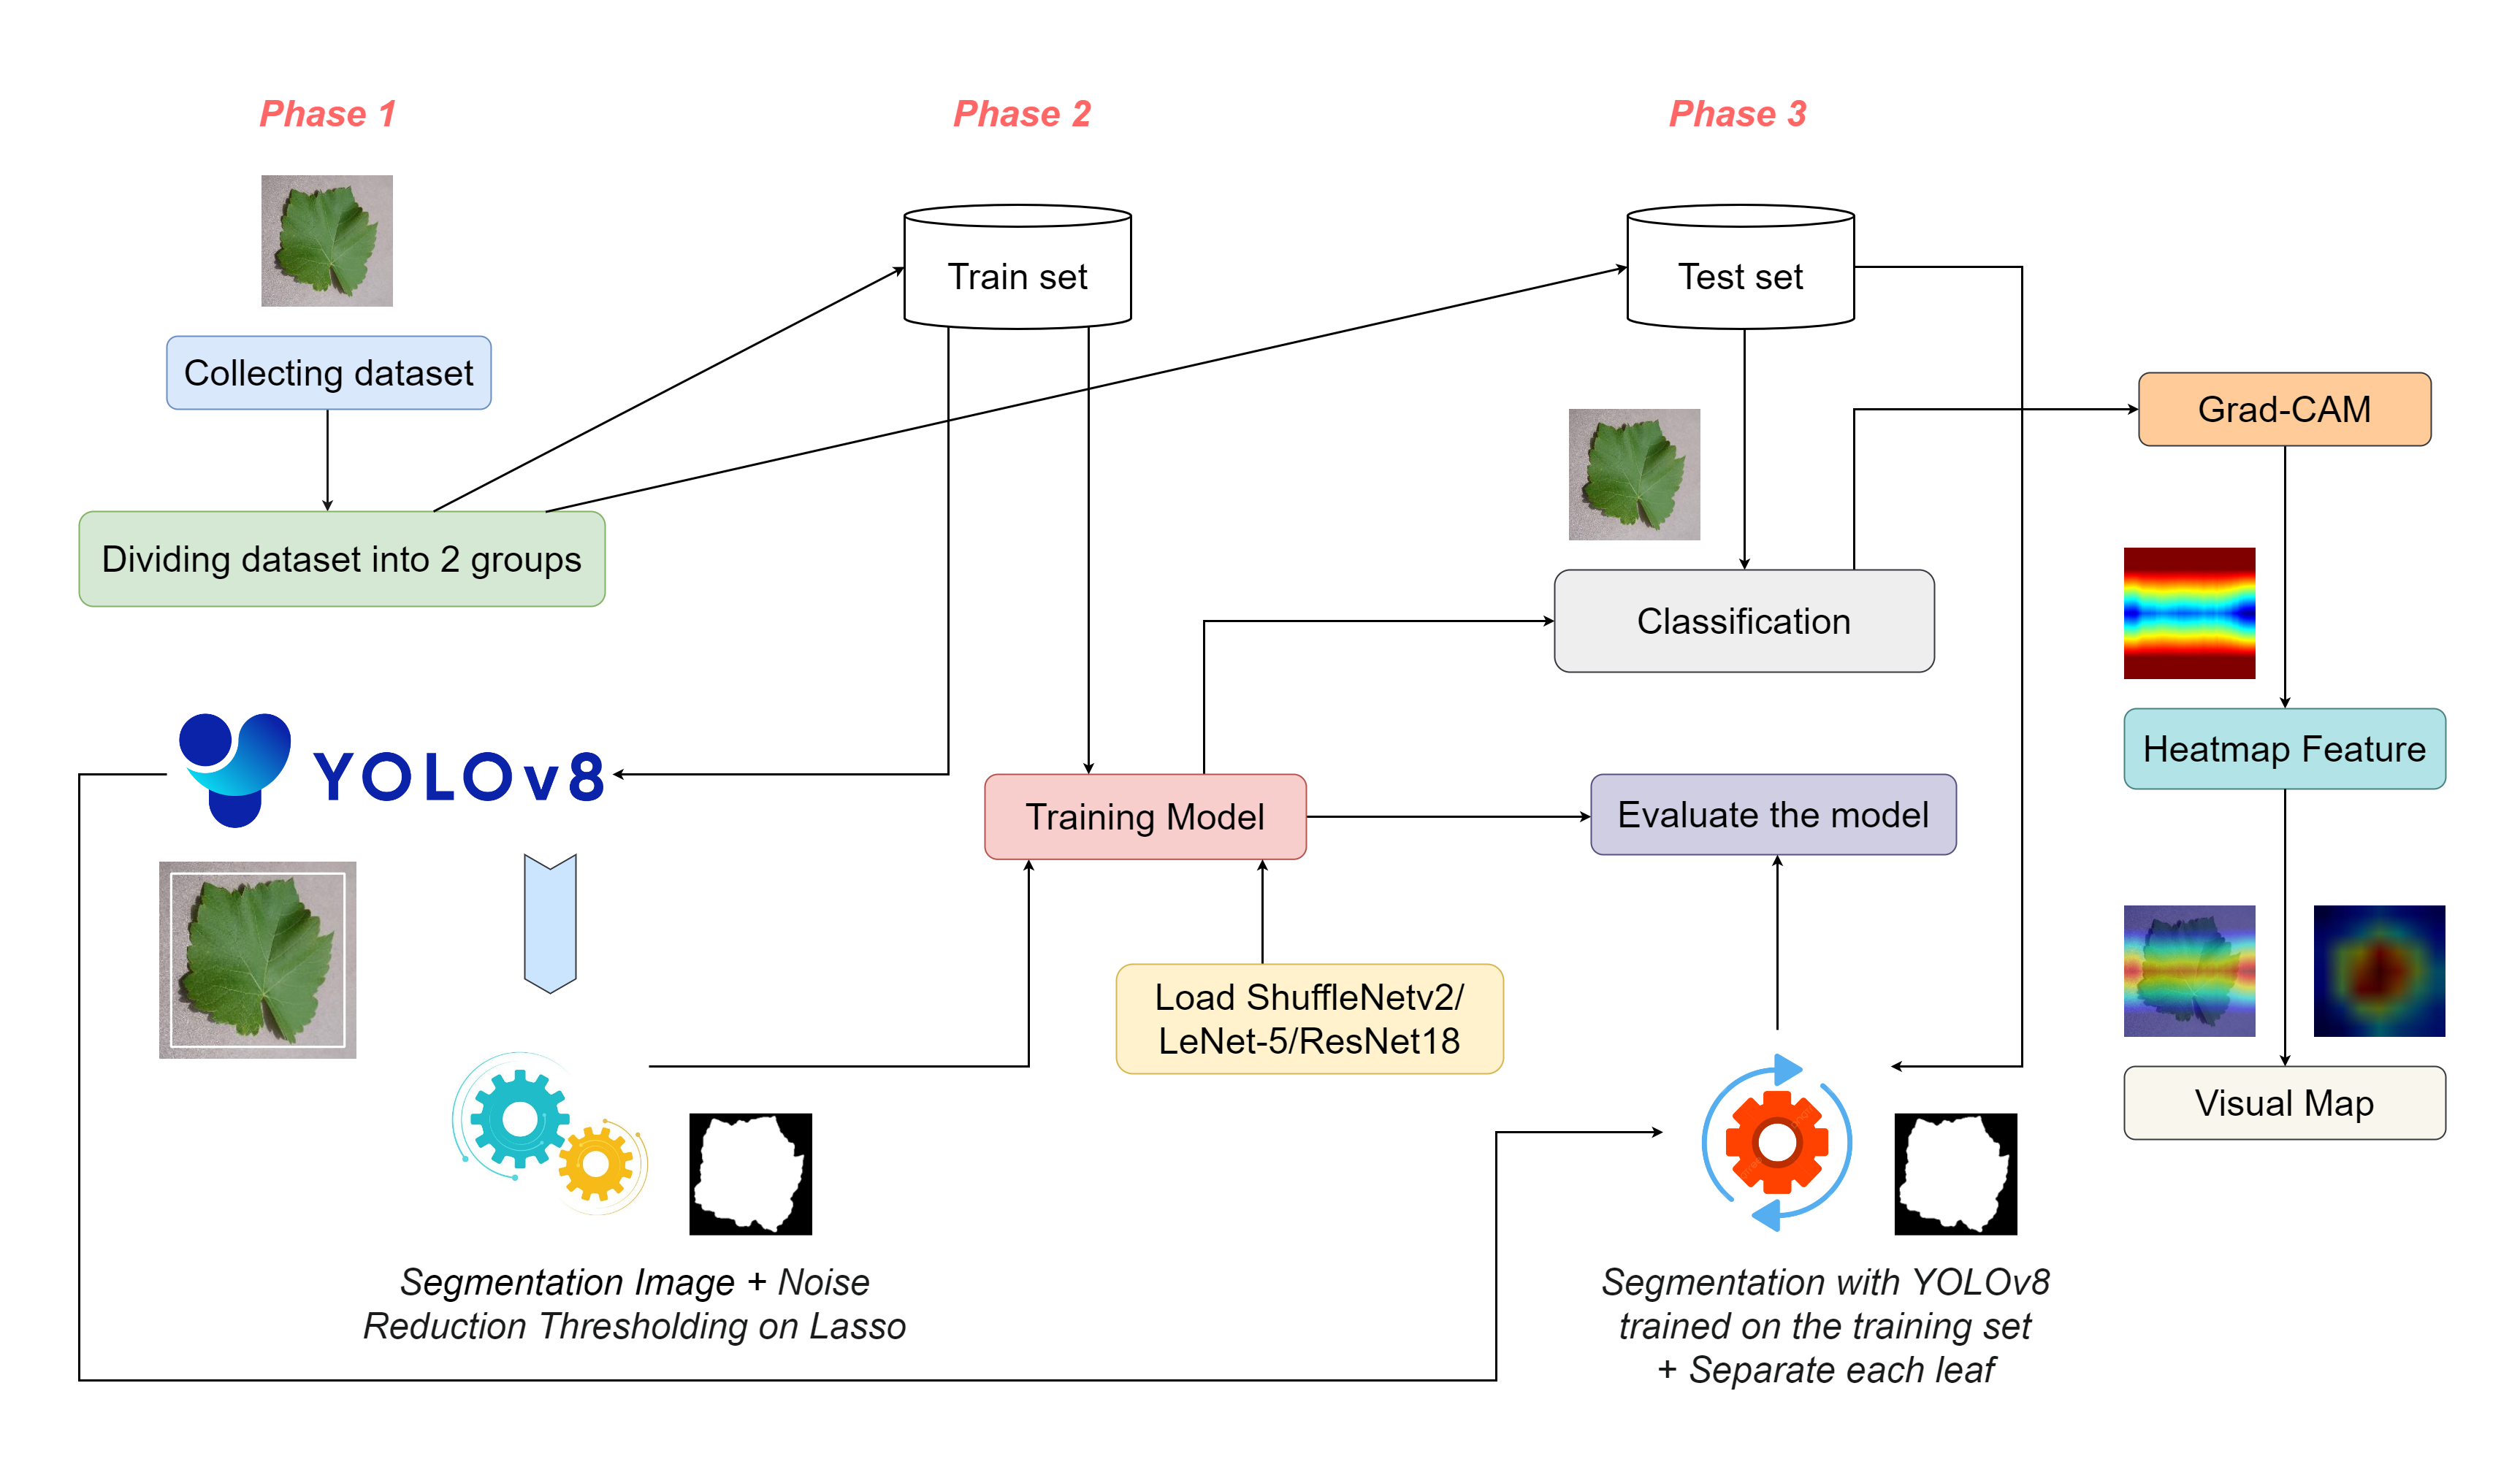 Phase 1
Phase 2
Phase 3
Train set
Test set
Collecting dataset
Grad-CAM
Dividing dataset into 2 groups
Classification
Heatmap Feature
YOLOv8
Training Model
Evaluate the model
Load ShuffleNetv2/
LeNet-5/ResNet18
Visual Map
Segmentation Image + Noise
Reduction Thresholding on Lasso
Segmentation with YOLOv8
trained on the training set
+ Separate each leaf